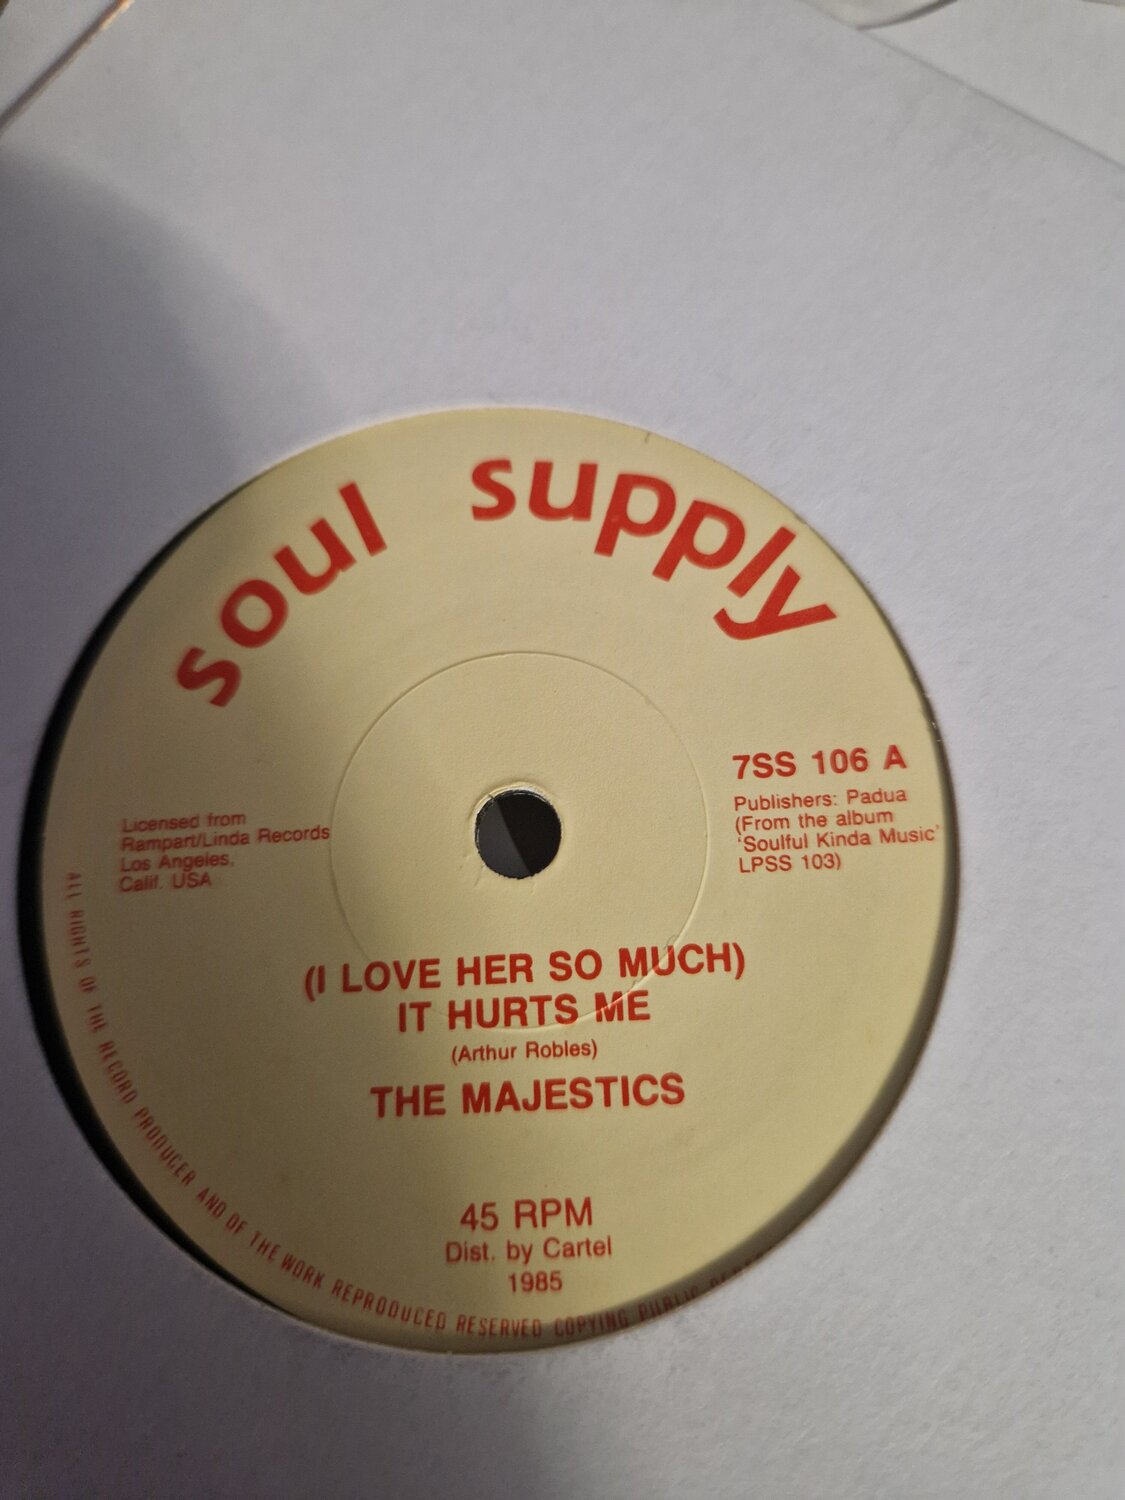 soul supply
7SS 106 A
Publishers: Padua
(From the album
'Soulful Kinda Music'
LPSS 103)
Licensed from
Rampart/Linda Records
Los Angeles,
Calif. USA
(I LOVE HER SO MUCH)
IT HURTS ME
(Arthur Robles)
THE MAJESTICS
45 RPM
Dist. by Cartel
1985
ALL RIGHTS OF THE RECORD PRODUCER AND OF THE WORK REPRODUCED RESERVED COPYING PUBLIC